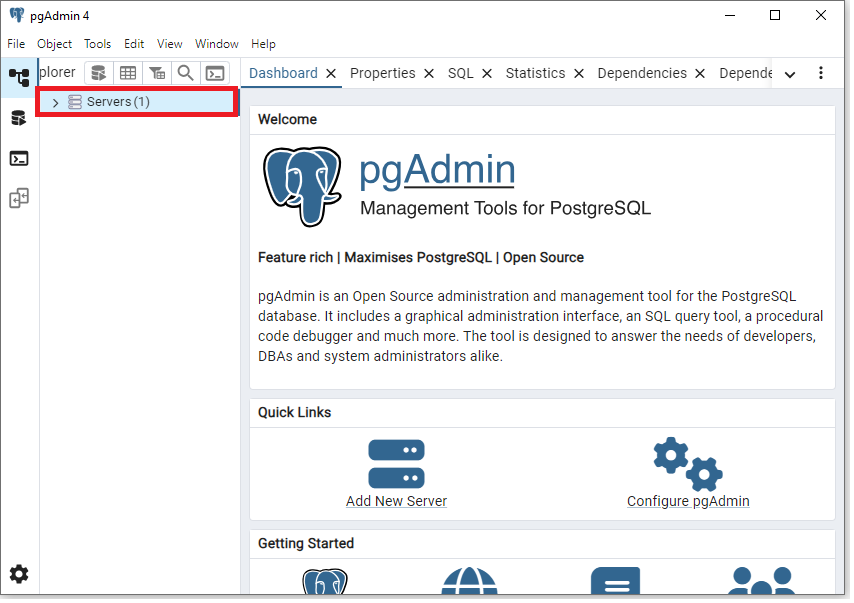 pgAdmin 4
File Object Tools Edit View Window Help
plorer
Dashboard Properties SQL Statistics Dependencies Depende
Servers (1)
Welcome
pgAdmin
Management Tools for PostgreSQL
Feature rich | Maximises PostgreSQL | Open Source
pgAdmin is an Open Source administration and management tool for the PostgreSQL
database. It includes a graphical administration interface, an SQL query tool, a procedural
code debugger and much more. The tool is designed to answer the needs of developers,
DBAs and system administrators alike.
Quick Links
Add New Server
Configure pgAdmin
Getting Started